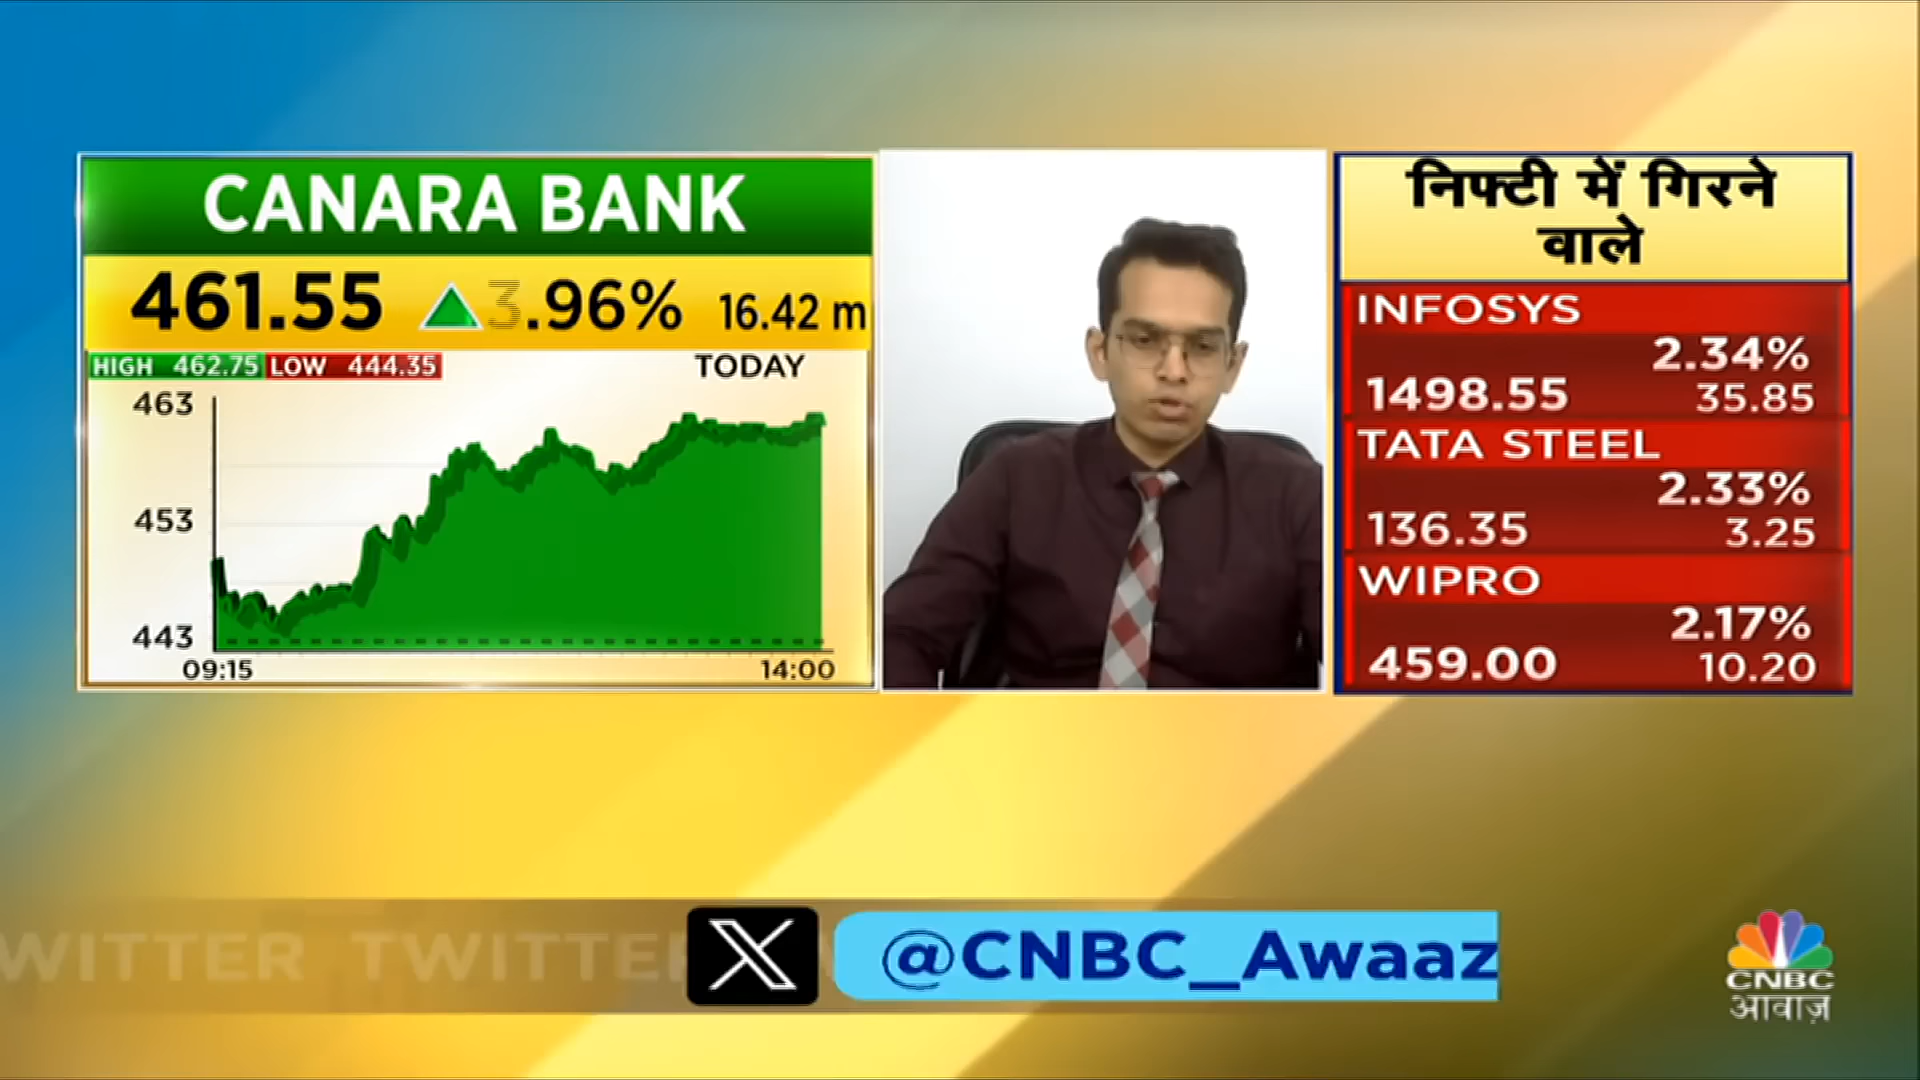 CANARA BANK
461.55 3.96% 16.42 m
HIGH 462.75 LOW 444.35 TODAY
463
453
443
09:15 14:00
निफ्टी में गिरने
वाले
INFOSYS
2.34%
1498.55 35.85
TATA STEEL
2.33%
136.35 3.25
WIPRO
2.17%
459.00 10.20
WITTER TWITTE
@CNBC_Awaaz
CNBC
आवाज़